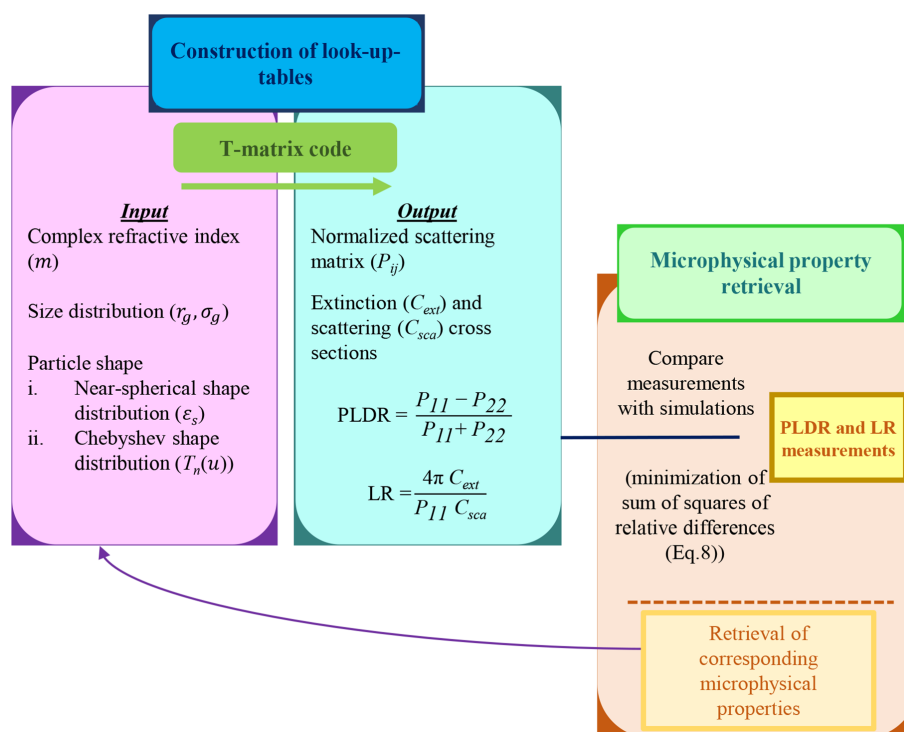 Construction of look-up-
tables
T-matrix code
Input
Complex refractive index
(m)
Size distribution (r_g, σ_g)
Particle shape
i. Near-spherical shape
distribution (ε_s)
ii. Chebyshev shape
distribution (T_n(u))
Output
Normalized scattering
matrix (P_ij)
Extinction (C_ext) and
scattering (C_sca) cross
sections
PLDR = (P_11 − P_22) / (P_11 + P_22)
LR = 4π C_ext / (P_11 C_sca)
Microphysical property
retrieval
Compare
measurements
with simulations
PLDR and LR
measurements
(minimization of
sum of squares of
relative differences
(Eq.8))
Retrieval of
corresponding
microphysical
properties